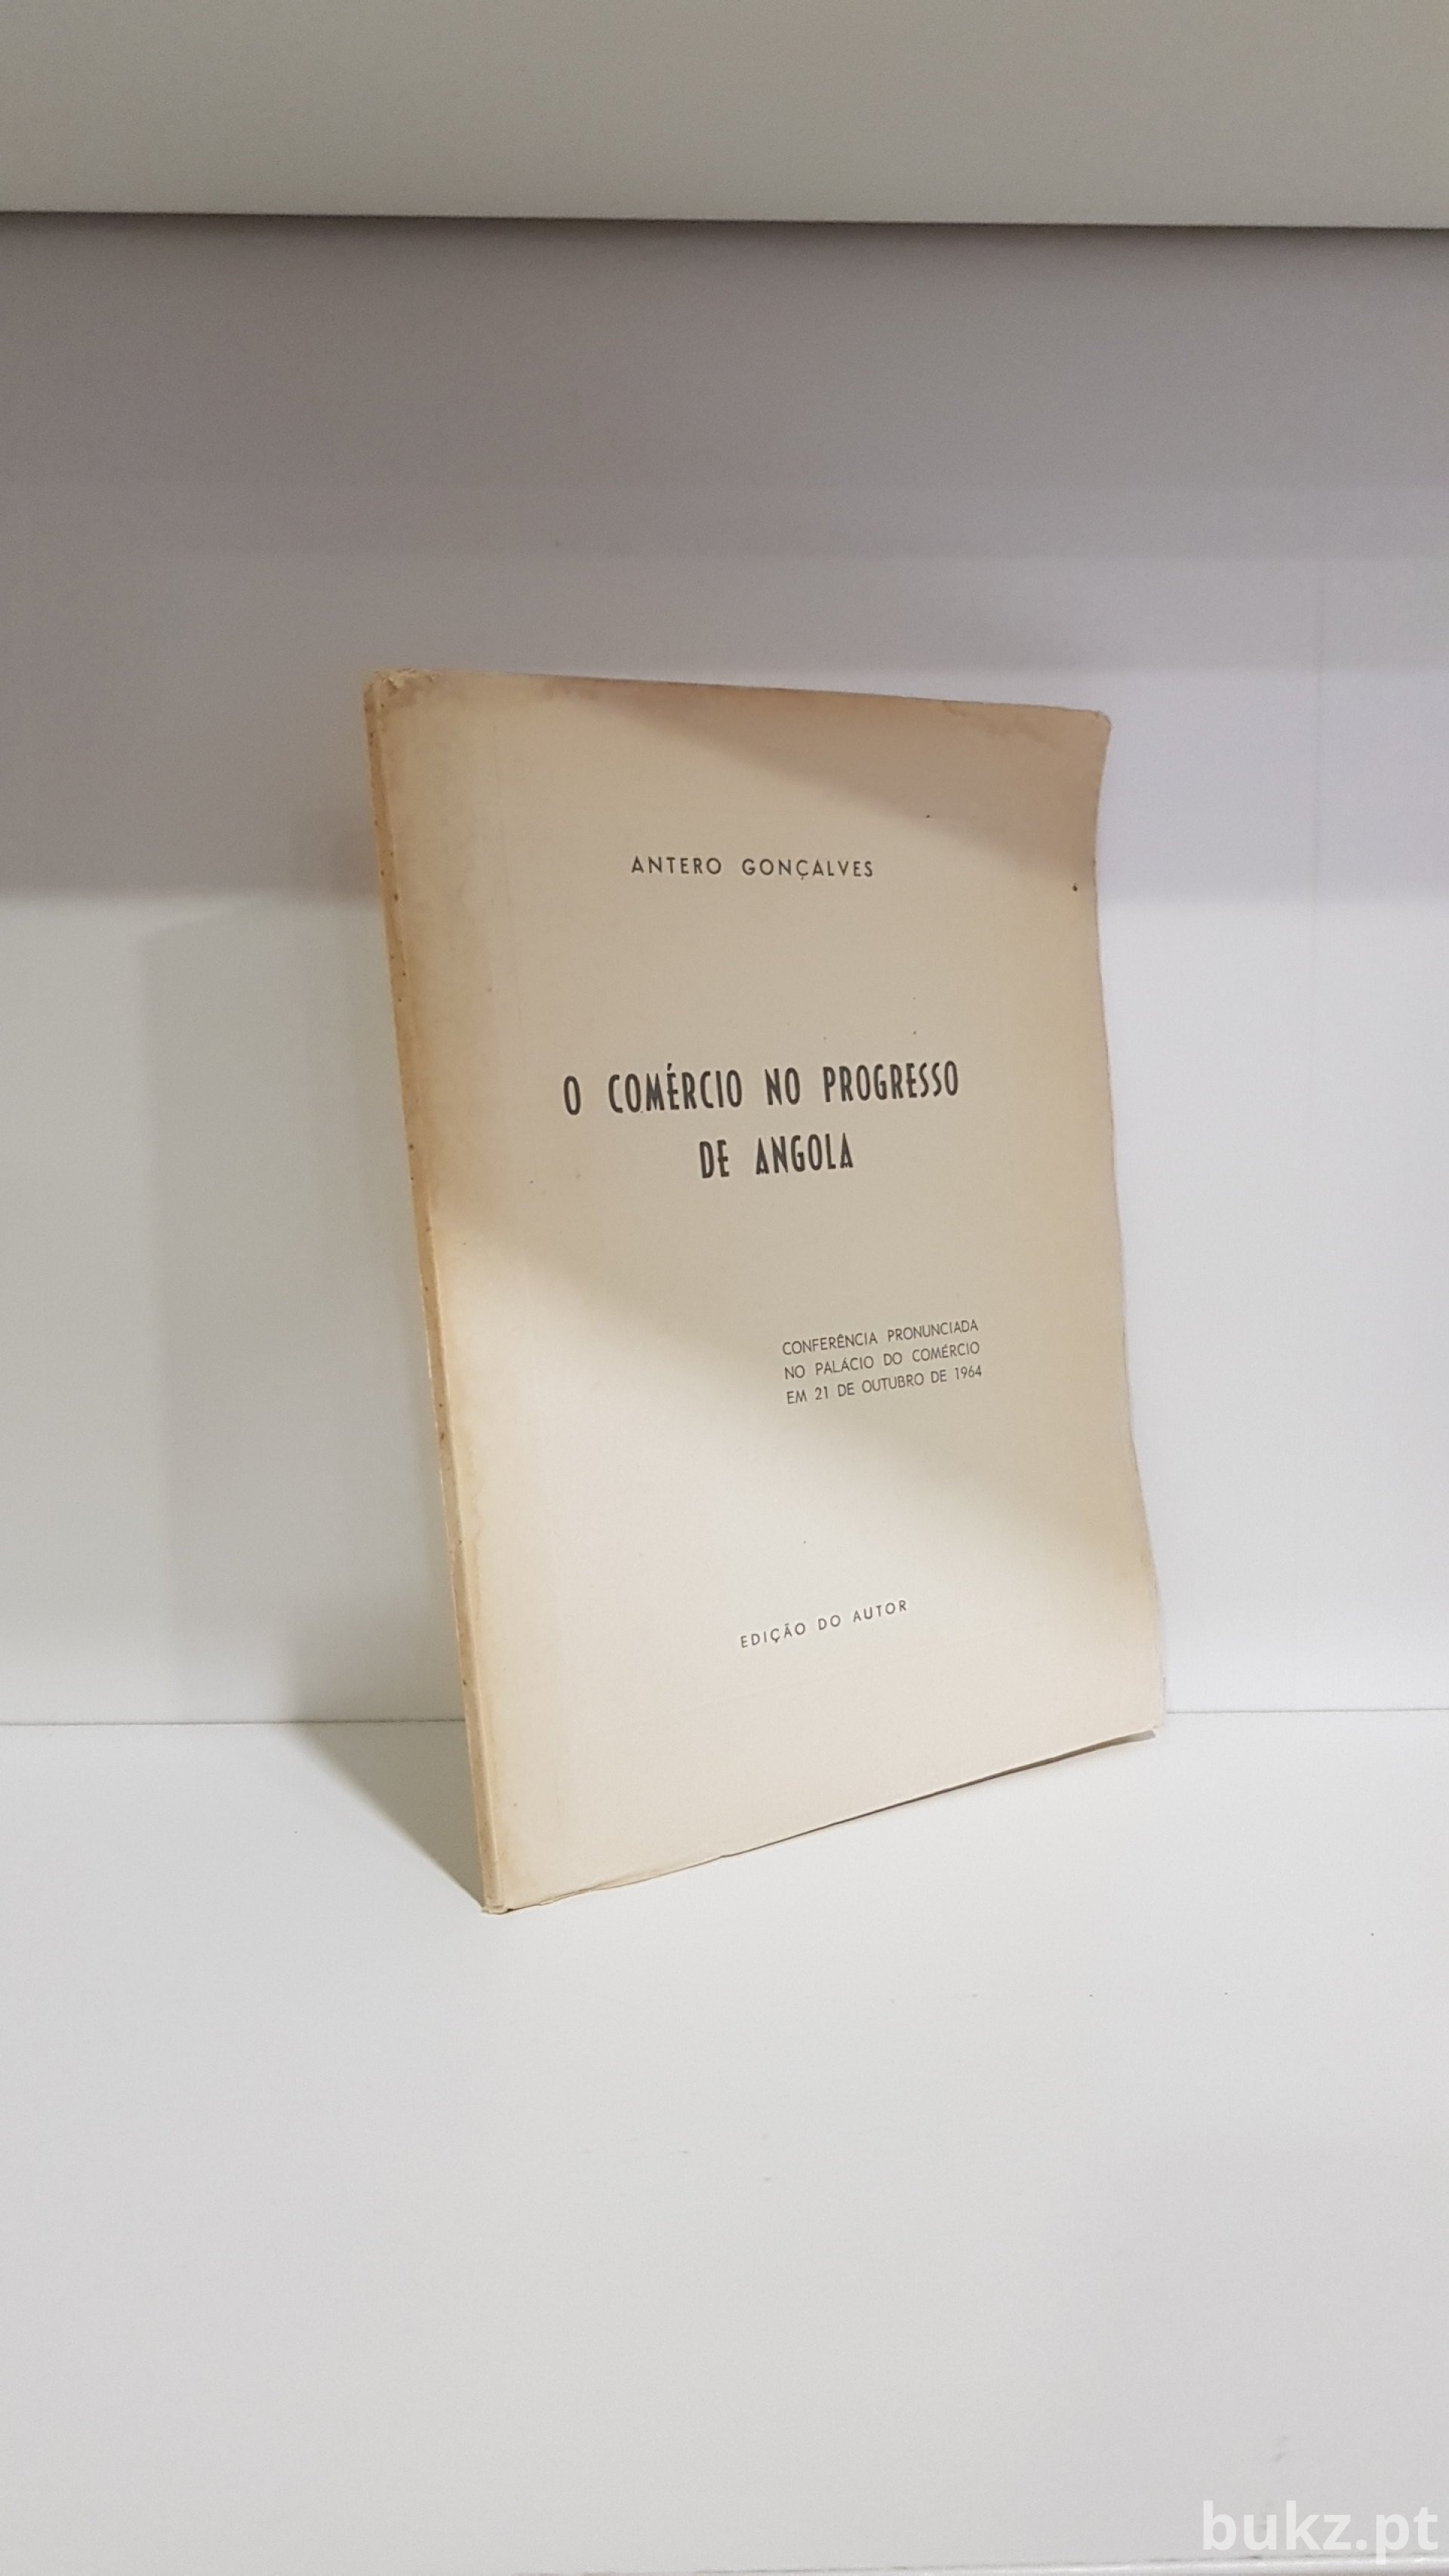 ANTERO GONÇALVES
O COMÉRCIO NO PROGRESSO
DE ANGOLA
CONFERÊNCIA PRONUNCIADA
NO PALÁCIO DO COMÉRCIO
EM 21 DE OUTUBRO DE 1964
EDIÇÃO DO AUTOR
bukz.pt